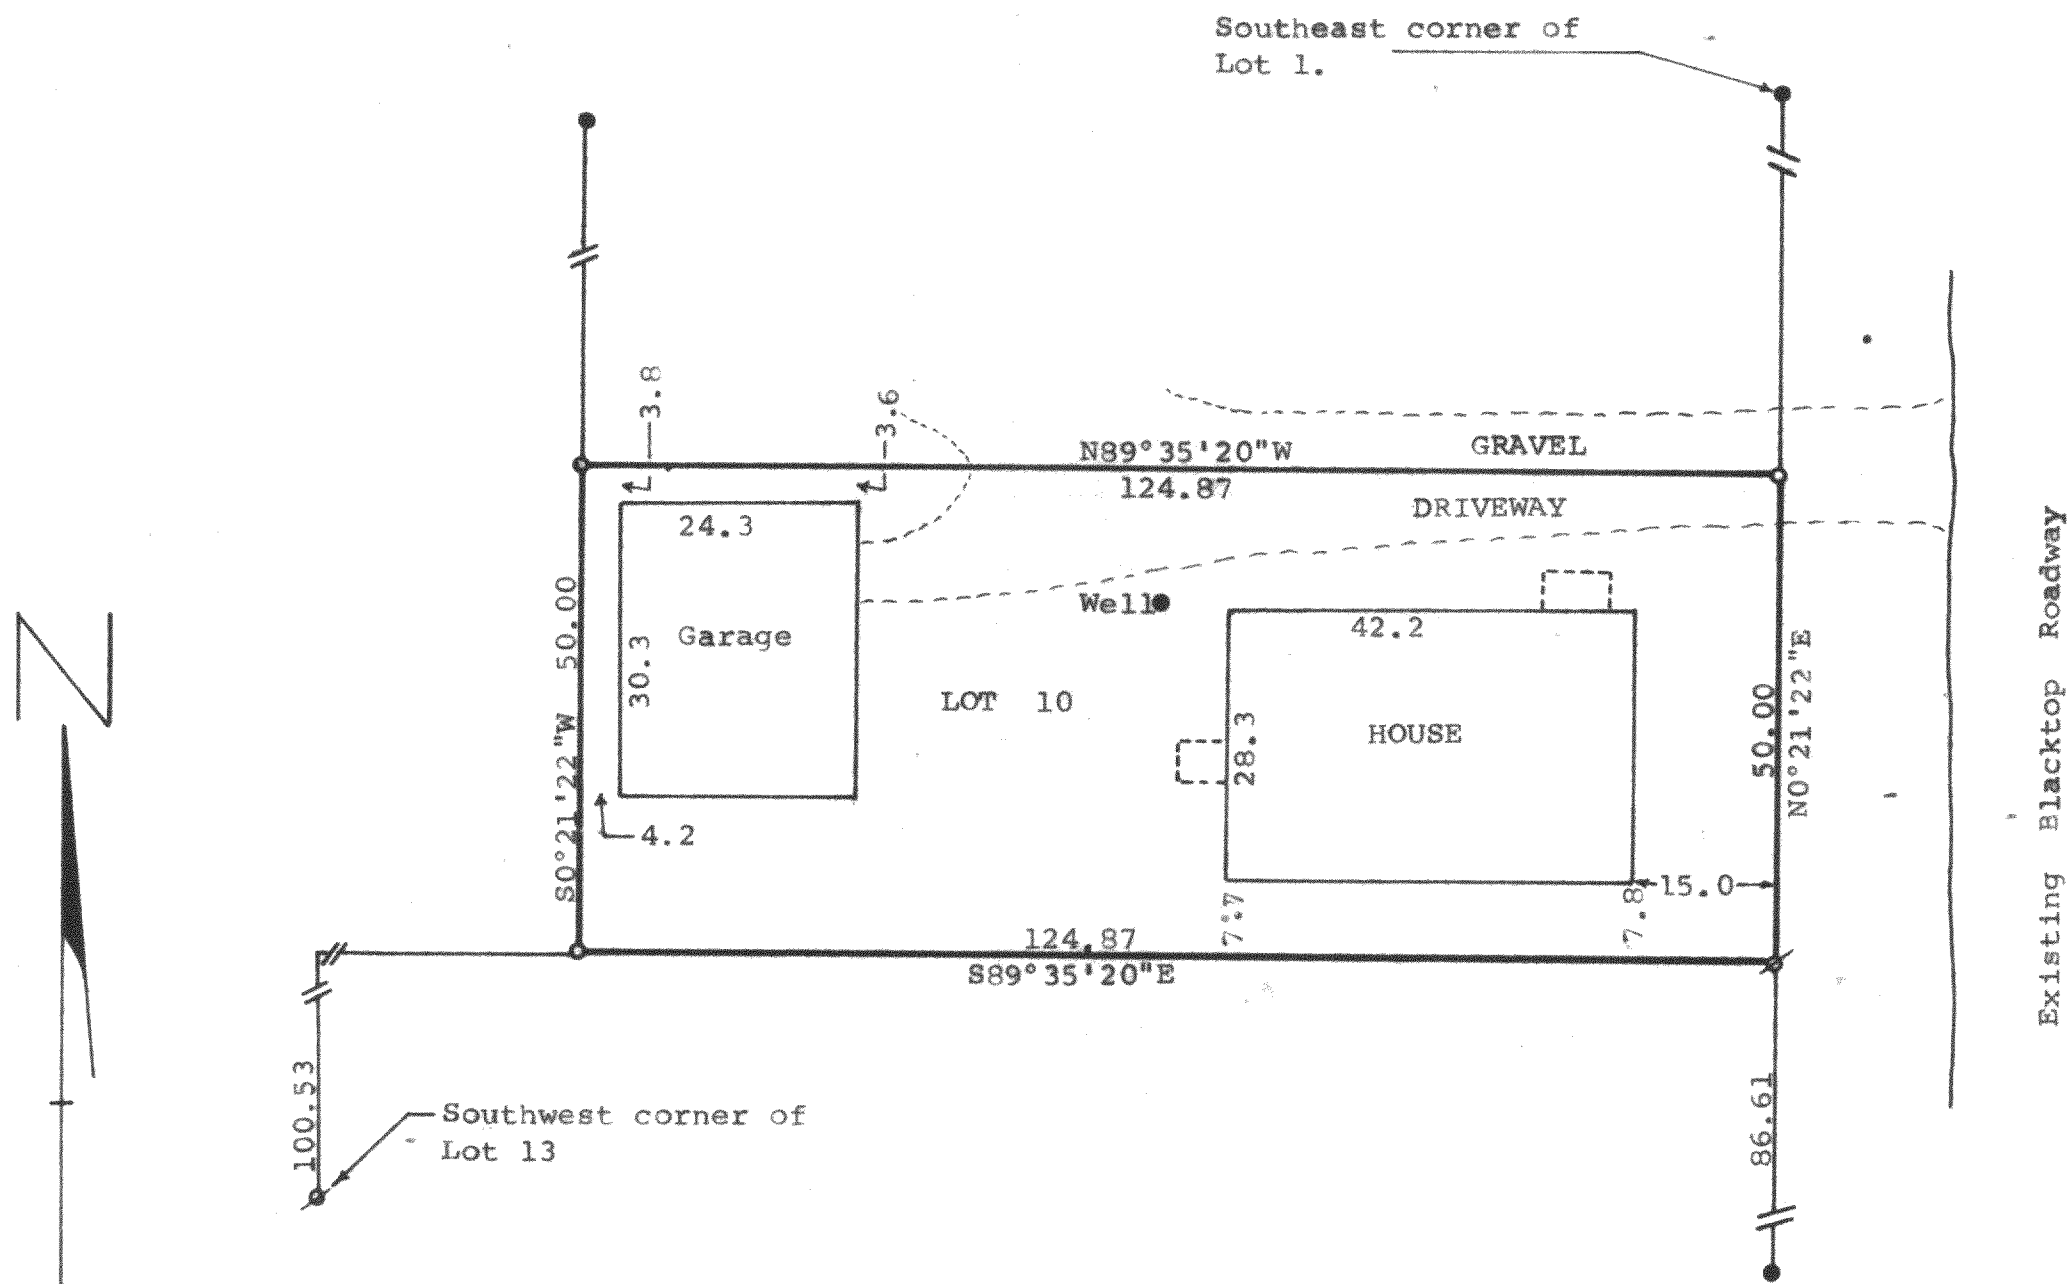 Southeast corner of
Lot 1.
3.8
3.6
N89°35'20"W
124.87
GRAVEL
DRIVEWAY
24.3
Garage
30.3
S0°21'22"W 50.00
4.2
LOT 10
Well
42.2
HOUSE
28.3
7.7
7.8
15.0
50.00
N0°21'22"E
Existing Blacktop Roadway
124.87
S89°35'20"E
N
100.53
Southwest corner of
Lot 13
86.61